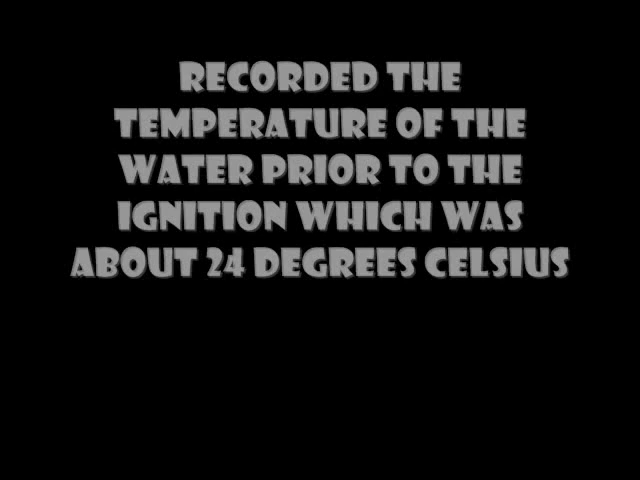 RECORDED THE
TEMPERATURE OF THE
WATER PRIOR TO THE
IGNITION WHICH WAS
ABOUT 24 DEGREES CELSIUS